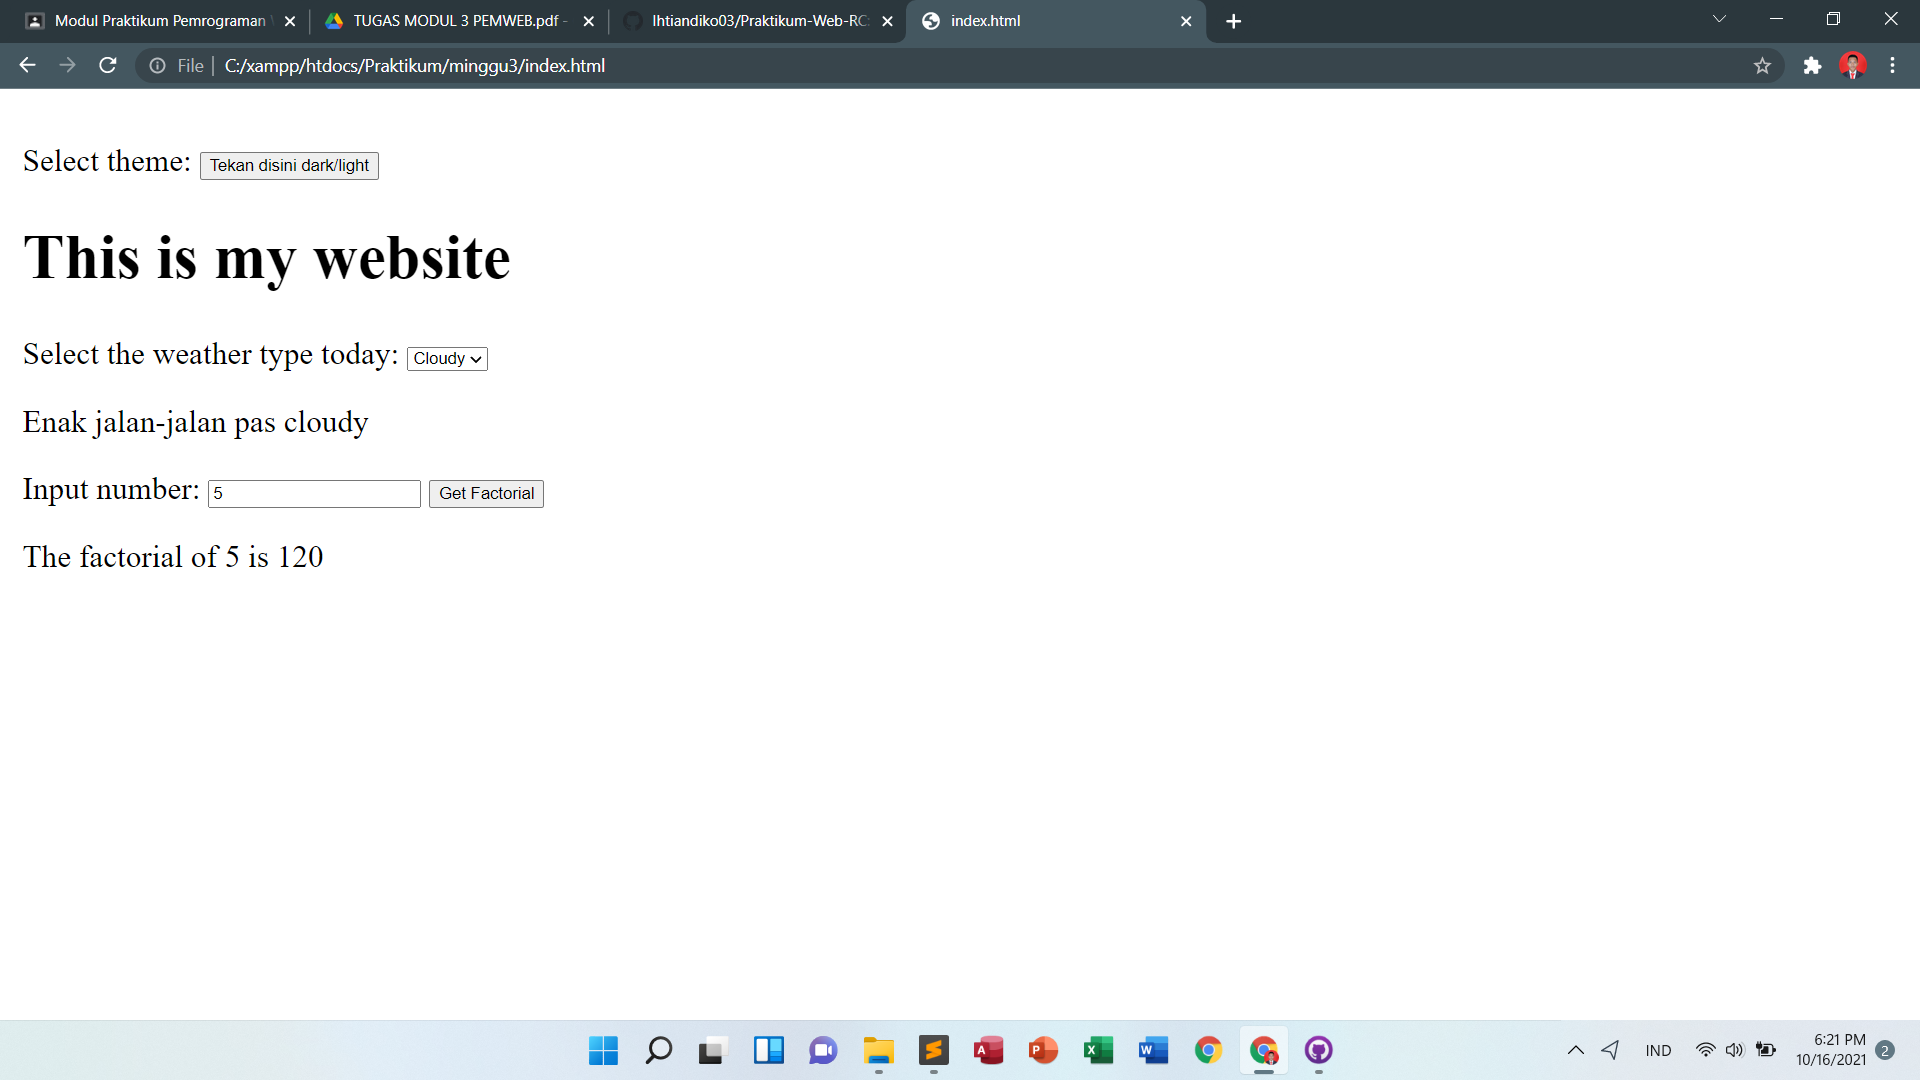 Modul Praktikum Pemrograman
TUGAS MODUL 3 PEMWEB.pdf -
Ihtiandiko03/Praktikum-Web-RC
index.html
File
C:/xampp/htdocs/Praktikum/minggu3/index.html
Select theme: Tekan disini dark/light
This is my website
Select the weather type today: Cloudy
Enak jalan-jalan pas cloudy
Input number: 5 Get Factorial
The factorial of 5 is 120
IND
6:21 PM
10/16/2021
2